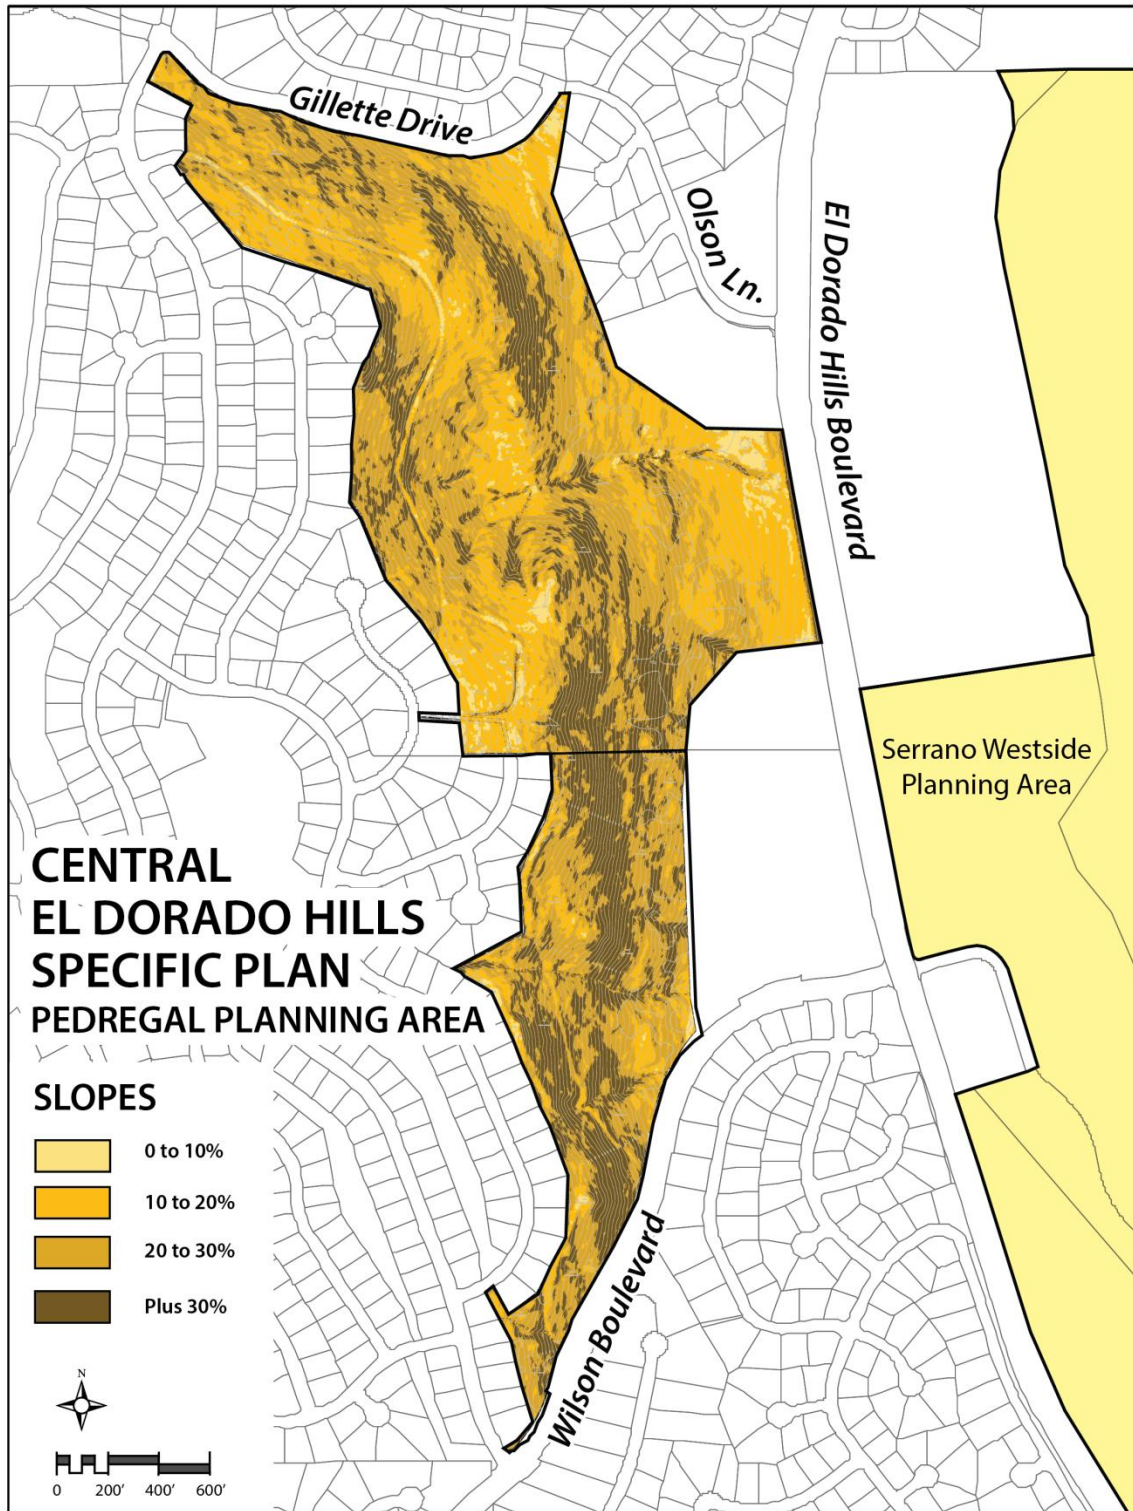 Gillette Drive
Olson Ln.
El Dorado Hills Boulevard
Serrano Westside
Planning Area
CENTRAL
EL DORADO HILLS
SPECIFIC PLAN
PEDREGAL PLANNING AREA
SLOPES
0 to 10%
10 to 20%
20 to 30%
Plus 30%
Wilson Boulevard
N
0 200' 400' 600'